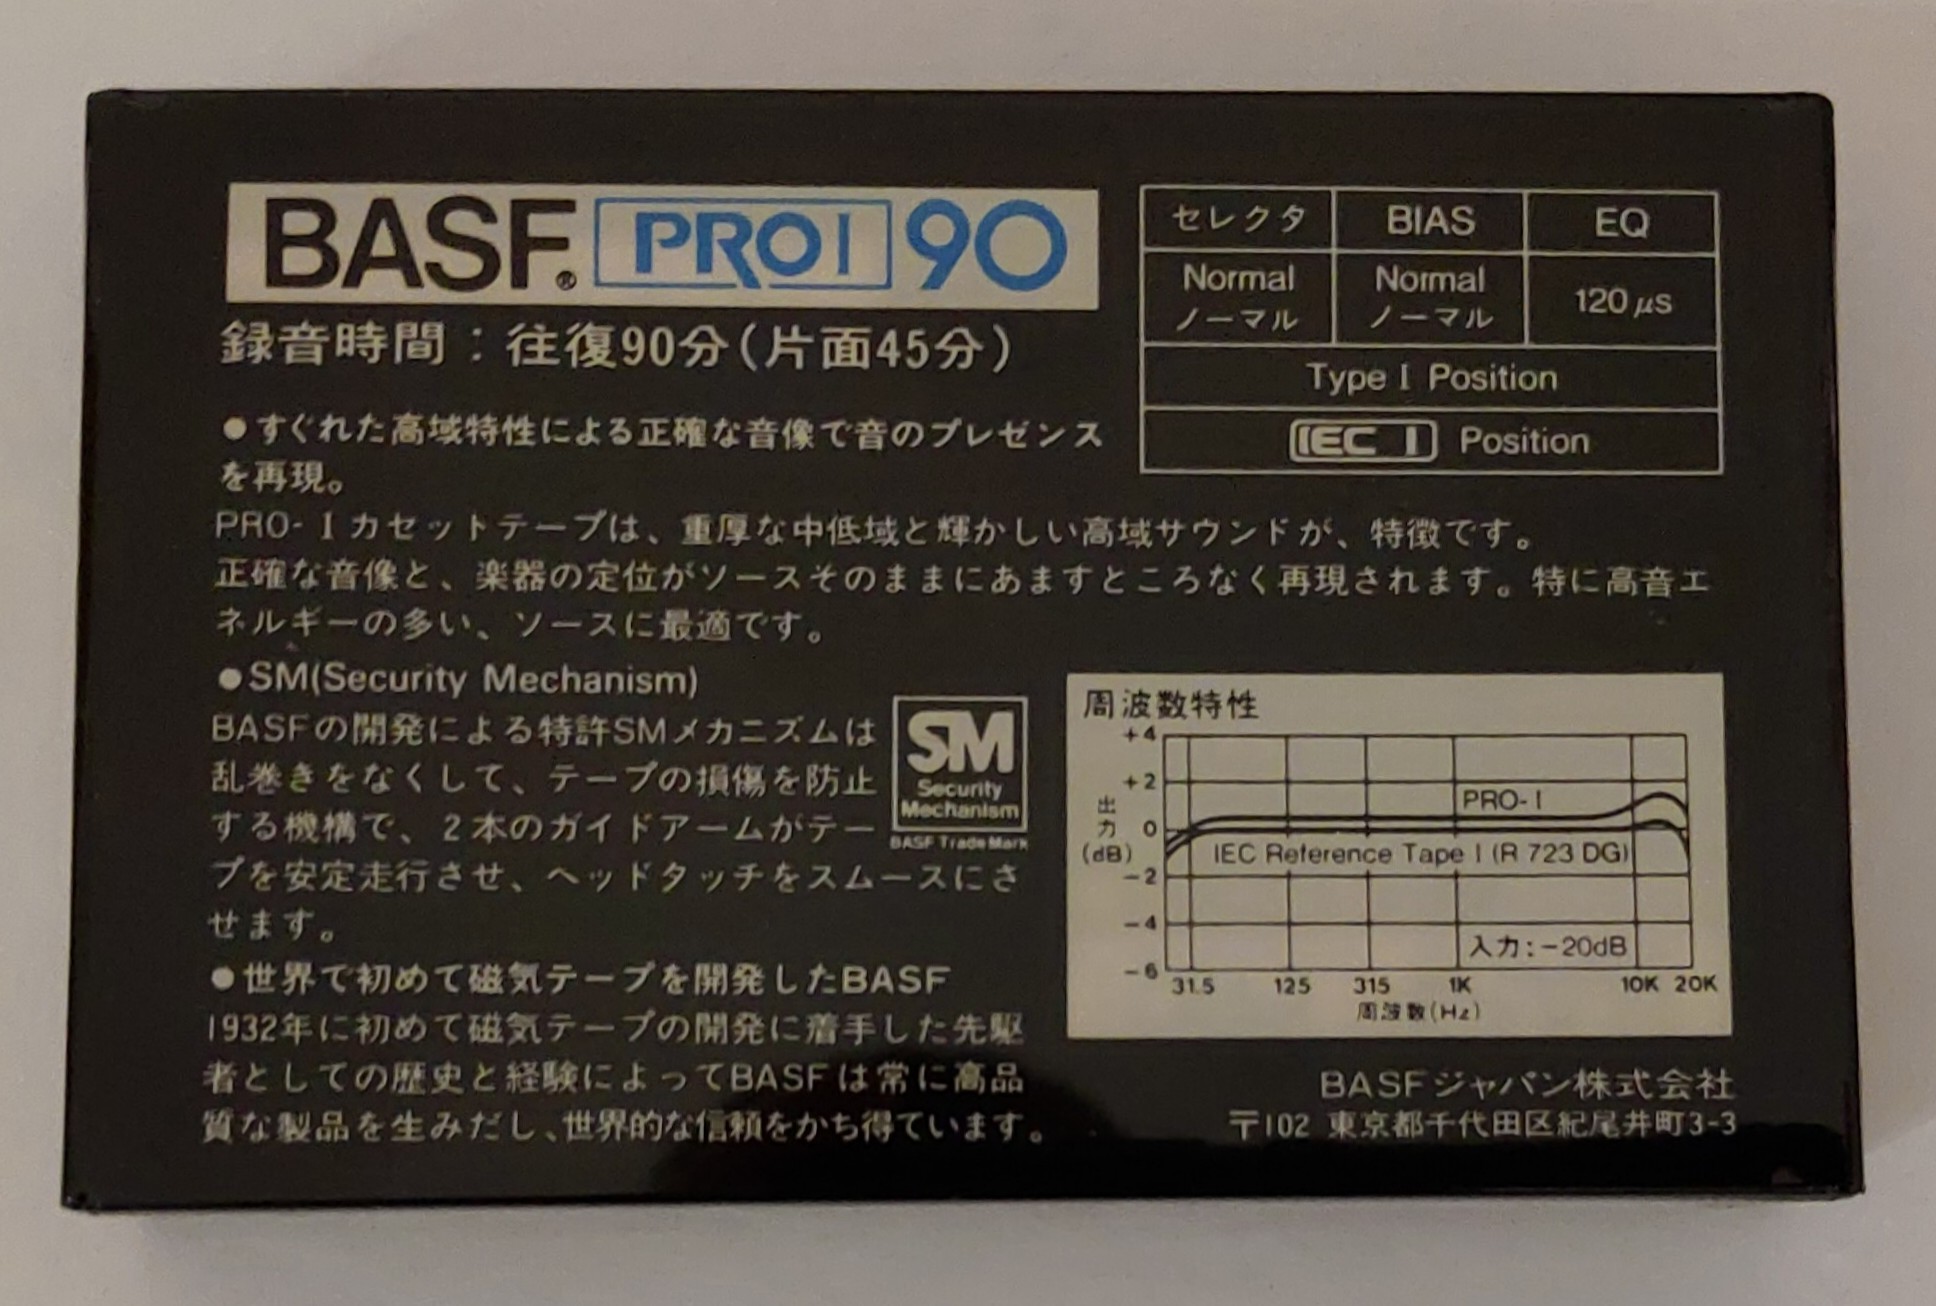 BASF® PRO I 90
録音時間：往復90分(片面45分)
セレクタ BIAS EQ
Normal Normal 120μs
ノーマル ノーマル
Type I Position
IEC I Position
●すぐれた高域特性による正確な音像で音のプレゼンス
を再現。
PRO-Iカセットテープは、重厚な中低域と輝かしい高域サウンドが、特徴です。
正確な音像と、楽器の定位がソースそのままにあますところなく再現されます。特に高音エ
ネルギーの多い、ソースに最適です。
●SM(Security Mechanism)
BASFの開発による特許SMメカニズムは
乱巻きをなくして、テープの損傷を防止
する機構で、2本のガイドアームがテー
プを安定走行させ、ヘッドタッチをスムースにさ
せます。
SM
Security
Mechanism
BASF Trade Mark
●世界で初めて磁気テープを開発したBASF
1932年に初めて磁気テープの開発に着手した先駆
者としての歴史と経験によってBASFは常に高品
質な製品を生みだし、世界的な信頼をかち得ています。
周波数特性
+4
+2
0
-2
-4
-6
出力
(dB)
PRO-I
IEC Reference Tape I (R 723 DG)
入力:-20dB
31.5 125 315 1K 10K 20K
周波数(Hz)
BASFジャパン株式会社
〒102 東京都千代田区紀尾井町3-3